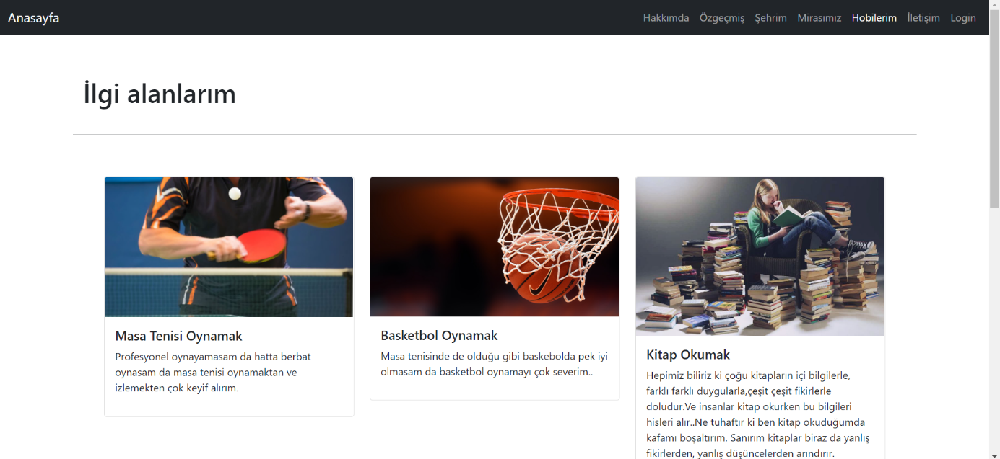 Anasayfa
Hakkımda Özgeçmiş Şehrim Mirasımız Hobilerim İletişim Login
İlgi alanlarım
Masa Tenisi Oynamak
Profesyonel oynayamasam da hatta berbat
oynasam da masa tenisi oynamaktan ve
izlemekten çok keyif alırım.
Basketbol Oynamak
Masa tenisinde de olduğu gibi baskebolda pek iyi
olmasam da basketbol oynamayı çok severim..
Kitap Okumak
Hepimiz biliriz ki çoğu kitapların içi bilgilerle,
farklı farklı duygularla,çeşit çeşit fikirlerle
doludur.Ve insanlar kitap okurken bu bilgileri
hisleri alır..Ne tuhaftır ki ben kitap okuduğumda
kafamı boşaltırım. Sanırım kitaplar biraz da yanlış
fikirlerden, yanlış düşüncelerden arındırır.